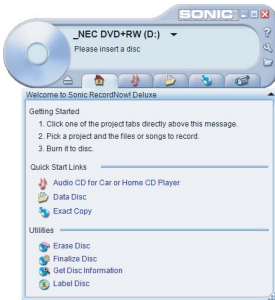 SONIC
_NEC DVD+RW (D:)
Please insert a disc
Welcome to Sonic RecordNow! Deluxe
Getting Started
1. Click one of the project tabs directly above this message.
2. Pick a project and the files or songs to record.
3. Burn it to disc.
Quick Start Links
Audio CD for Car or Home CD Player
Data Disc
Exact Copy
Utilities
Erase Disc
Finalize Disc
Get Disc Information
Label Disc